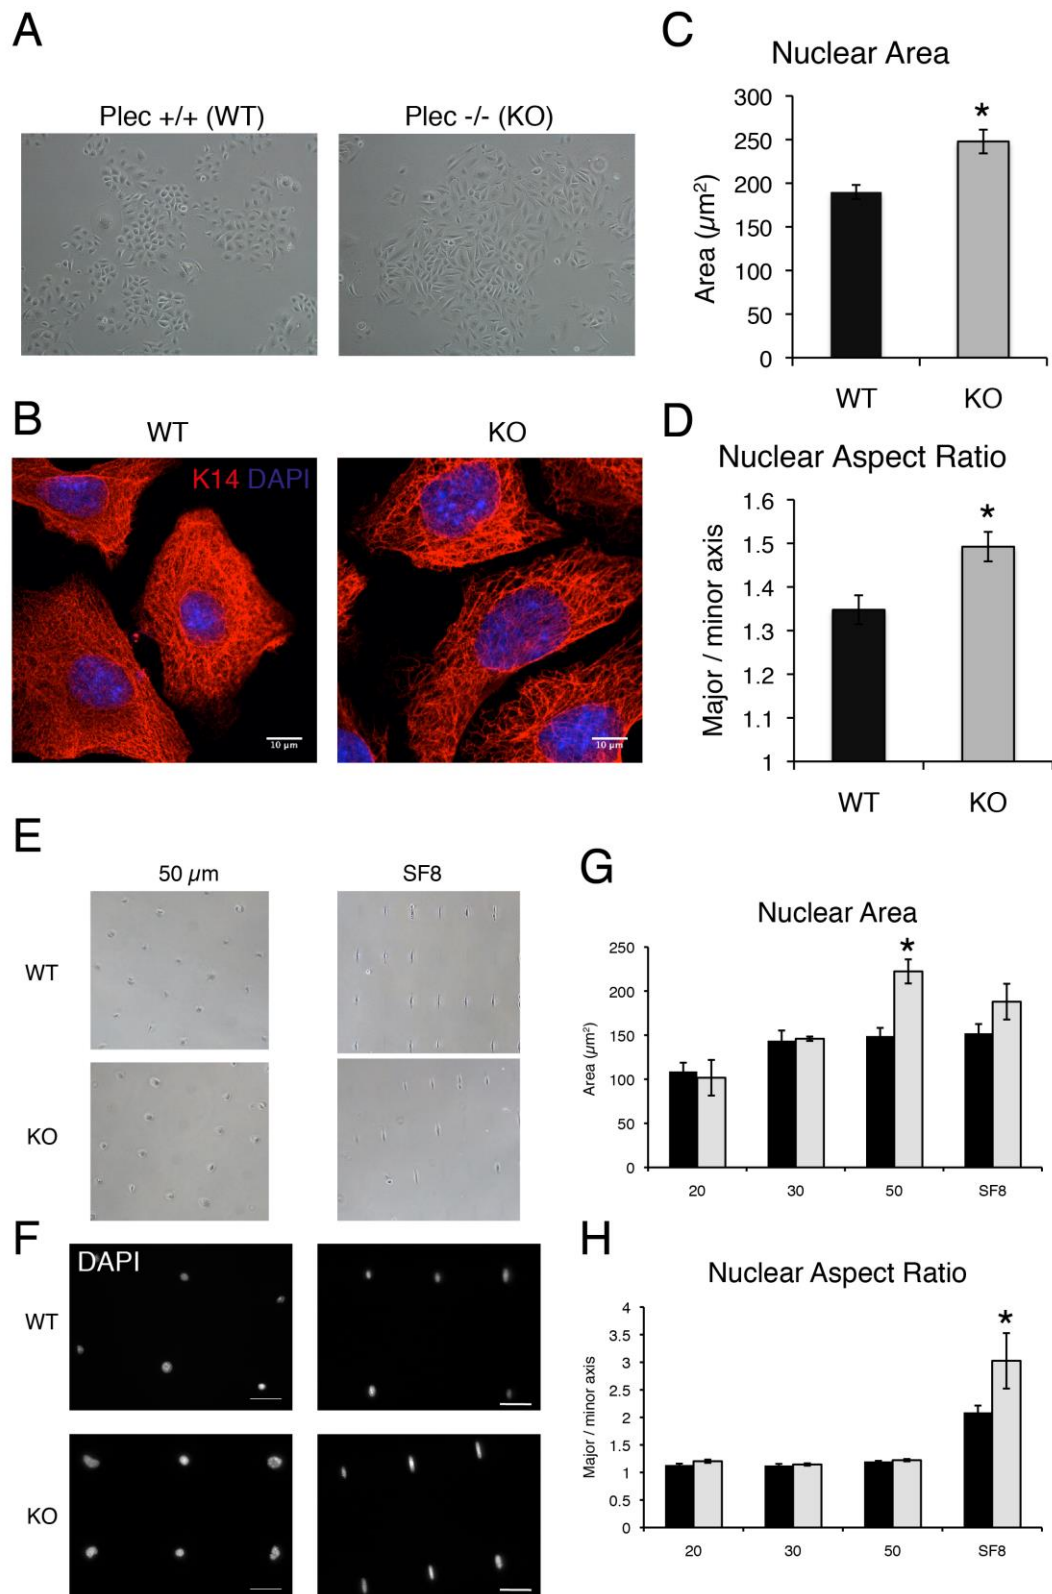 A
Plec +/+ (WT)
Plec -/- (KO)
B
WT
KO
K14 DAPI
10 µm
10 µm
C
Nuclear Area
Area (µm²)
300
250
200
150
100
50
0
*
WT
KO
D
Nuclear Aspect Ratio
Major / minor axis
1.6
1.5
1.4
1.3
1.2
1.1
1
*
WT
KO
E
50 µm
SF8
WT
KO
F
DAPI
WT
KO
G
Nuclear Area
Area (µm²)
250
200
150
100
50
0
*
20
30
50
SF8
H
Nuclear Aspect Ratio
Major / minor axis
4
3.5
3
2.5
2
1.5
1
0.5
0
*
20
30
50
SF8